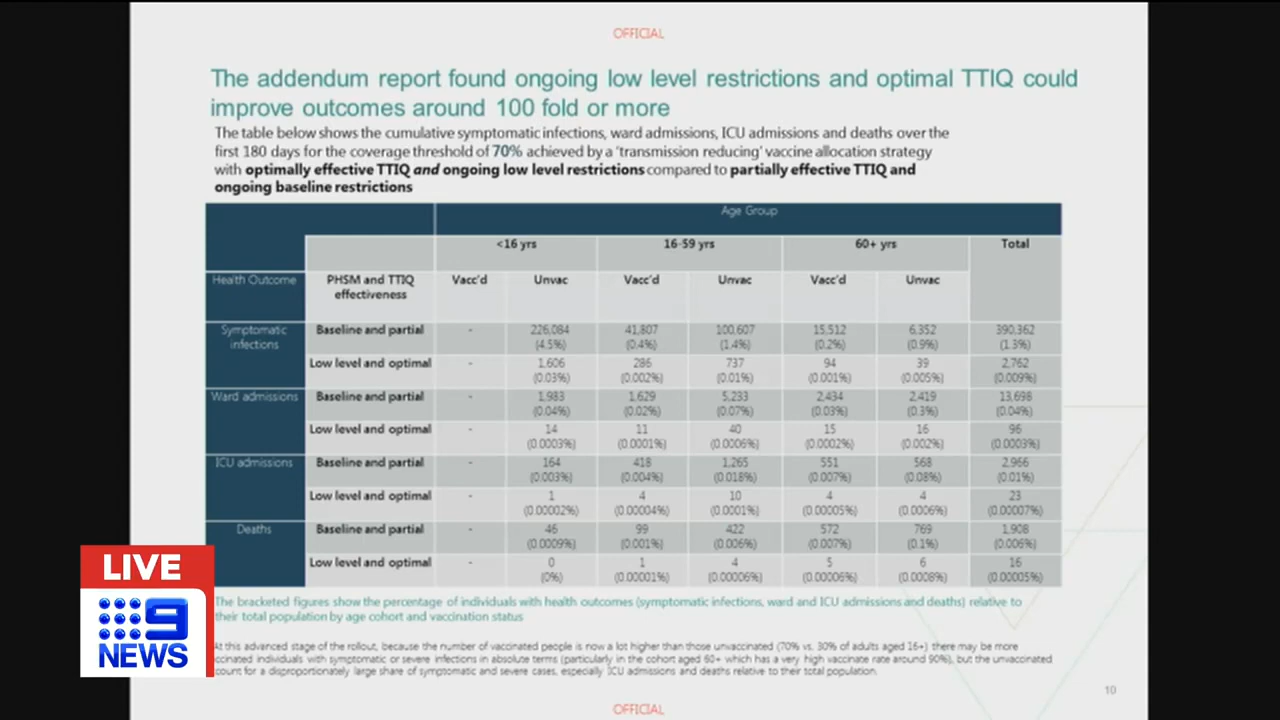 OFFICIAL
The addendum report found ongoing low level restrictions and optimal TTIQ could
improve outcomes around 100 fold or more
The table below shows the cumulative symptomatic infections, ward admissions, ICU admissions and deaths over the
first 180 days for the coverage threshold of 70% achieved by a 'transmission reducing' vaccine allocation strategy
with optimally effective TTIQ and ongoing low level restrictions compared to partially effective TTIQ and
ongoing baseline restrictions
Age Group
<16 yrs 16-59 yrs 60+ yrs Total
Health Outcome PHSM and TTIQ Vacc'd Unvac Vacc'd Unvac Vacc'd Unvac
effectiveness
Symptomatic Baseline and partial - 226,084 41,807 100,607 15,512 6,352 390,362
infections (4.5%) (0.4%) (1.4%) (0.2%) (0.9%) (1.3%)
Low level and optimal - 1,606 286 737 94 39 2,762
(0.03%) (0.002%) (0.01%) (0.001%) (0.005%) (0.009%)
Ward admissions Baseline and partial - 1,983 1,629 5,233 2,434 2,419 13,698
(0.04%) (0.02%) (0.07%) (0.03%) (0.3%) (0.04%)
Low level and optimal - 14 11 40 15 16 96
(0.0003%) (0.0001%) (0.0006%) (0.0002%) (0.002%) (0.0003%)
ICU admissions Baseline and partial - 164 418 1,265 551 568 2,966
(0.003%) (0.004%) (0.018%) (0.007%) (0.08%) (0.01%)
Low level and optimal - 1 4 10 4 4 23
(0.00002%) (0.00004%) (0.0001%) (0.00005%) (0.0006%) (0.00007%)
Deaths Baseline and partial - 46 99 422 572 769 1,908
(0.0009%) (0.001%) (0.006%) (0.007%) (0.1%) (0.006%)
Low level and optimal - 0 1 4 5 6 16
(0%) (0.00001%) (0.00006%) (0.00006%) (0.0008%) (0.00005%)
The bracketed figures show the percentage of individuals with health outcomes (symptomatic infections, ward and ICU admissions and deaths) relative to
their total population by age cohort and vaccination status
At this advanced stage of the rollout, because the number of vaccinated people is now a lot higher than those unvaccinated (70% vs. 30% of adults aged 16+) there may be more
ccinated individuals with symptomatic or severe infections in absolute terms (particularly in the cohort aged 60+ which has a very high vaccinate rate around 90%), but the unvaccinated
count for a disproportionately large share of symptomatic and severe cases, especially ICU admissions and deaths relative to their total population.
10
OFFICIAL
LIVE
9
NEWS